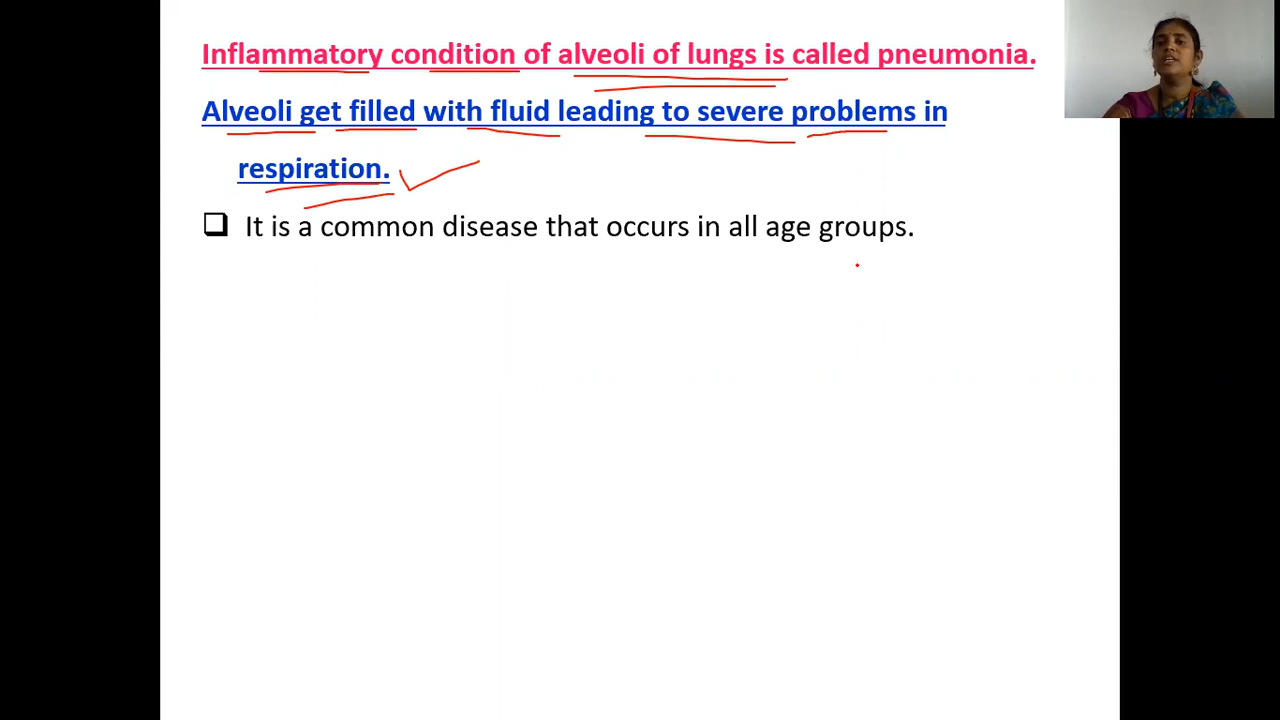 Inflammatory condition of alveoli of lungs is called pneumonia.
Alveoli get filled with fluid leading to severe problems in
respiration.
It is a common disease that occurs in all age groups.